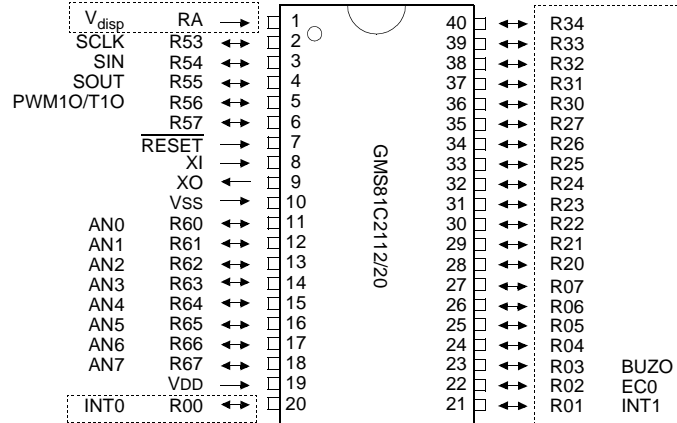 Vdisp RA 1 40 R34
SCLK R53 2 39 R33
SIN R54 3 38 R32
SOUT R55 4 37 R31
PWM1O/T1O R56 5 36 R30
R57 6 35 R27
RESET 7 34 R26
XI 8 33 R25
XO 9 32 R24
VSS 10 31 R23
AN0 R60 11 30 R22
AN1 R61 12 29 R21
AN2 R62 13 28 R20
AN3 R63 14 27 R07
AN4 R64 15 26 R06
AN5 R65 16 25 R05
AN6 R66 17 24 R04
AN7 R67 18 23 R03 BUZO
VDD 19 22 R02 EC0
INT0 R00 20 21 R01 INT1
GMS81C2112/20